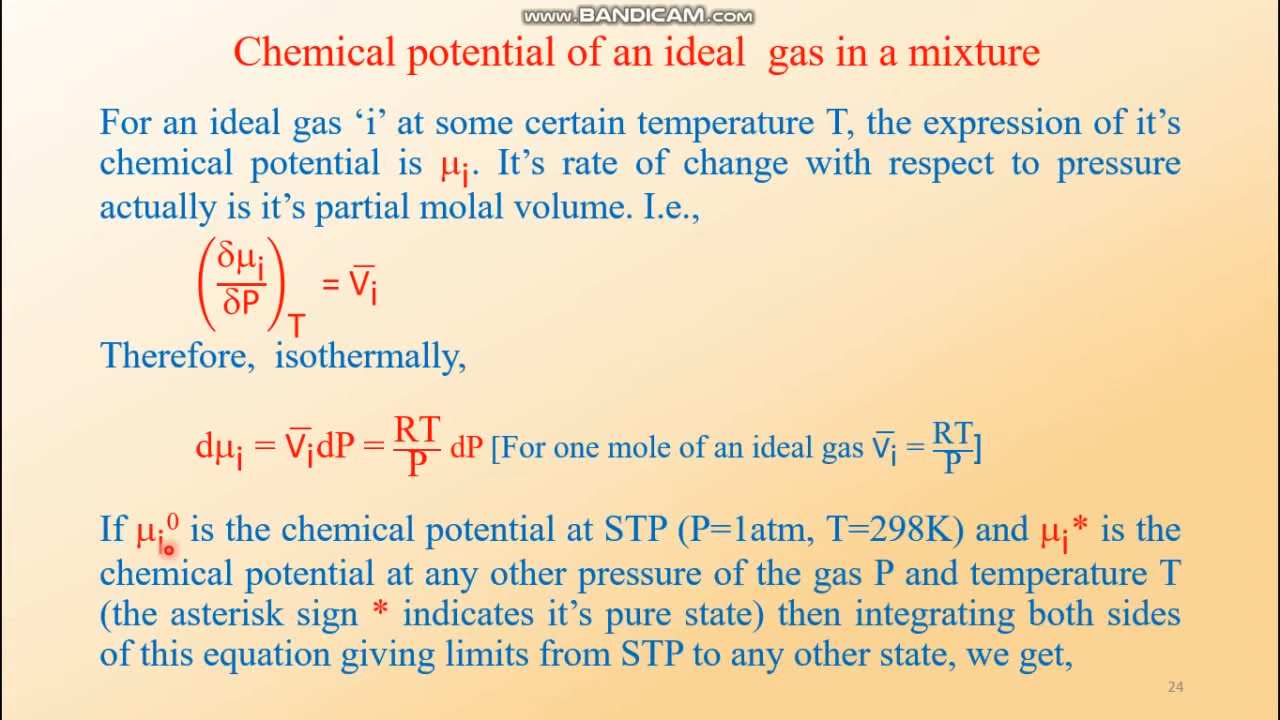 www.BANDICAM.com
Chemical potential of an ideal gas in a mixture
For an ideal gas ‘i’ at some certain temperature T, the expression of it’s
chemical potential is μi. It’s rate of change with respect to pressure
actually is it’s partial molal volume. I.e.,
(δμi/δP)T = V̅i
Therefore, isothermally,
dμi = V̅idP = RT/P dP [For one mole of an ideal gas V̅i = RT/P]
If μi⁰ is the chemical potential at STP (P=1atm, T=298K) and μi* is the
chemical potential at any other pressure of the gas P and temperature T
(the asterisk sign * indicates it’s pure state) then integrating both sides
of this equation giving limits from STP to any other state, we get,
24